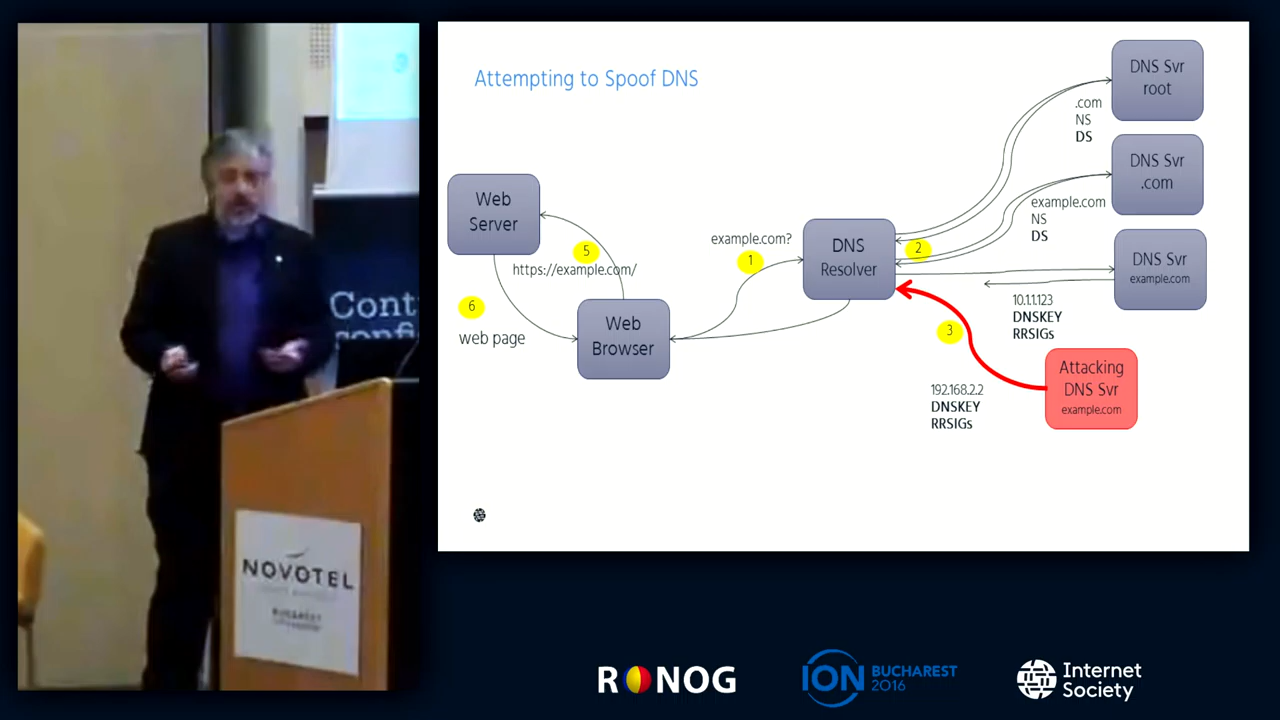 Attempting to Spoof DNS
DNS Svr
root
.com
NS
DS
DNS Svr
.com
example.com
NS
DS
Web
Server
5
https://example.com/
6
web page
Web
Browser
example.com?
1
DNS
Resolver
2
DNS Svr
example.com
10.1.1.123
DNSKEY
RRSIGs
3
Attacking
DNS Svr
example.com
192.168.2.2
DNSKEY
RRSIGs
Cont
confi
NOVOTEL
BUCHAREST
RONOG
ION BUCHAREST
2016
Internet
Society